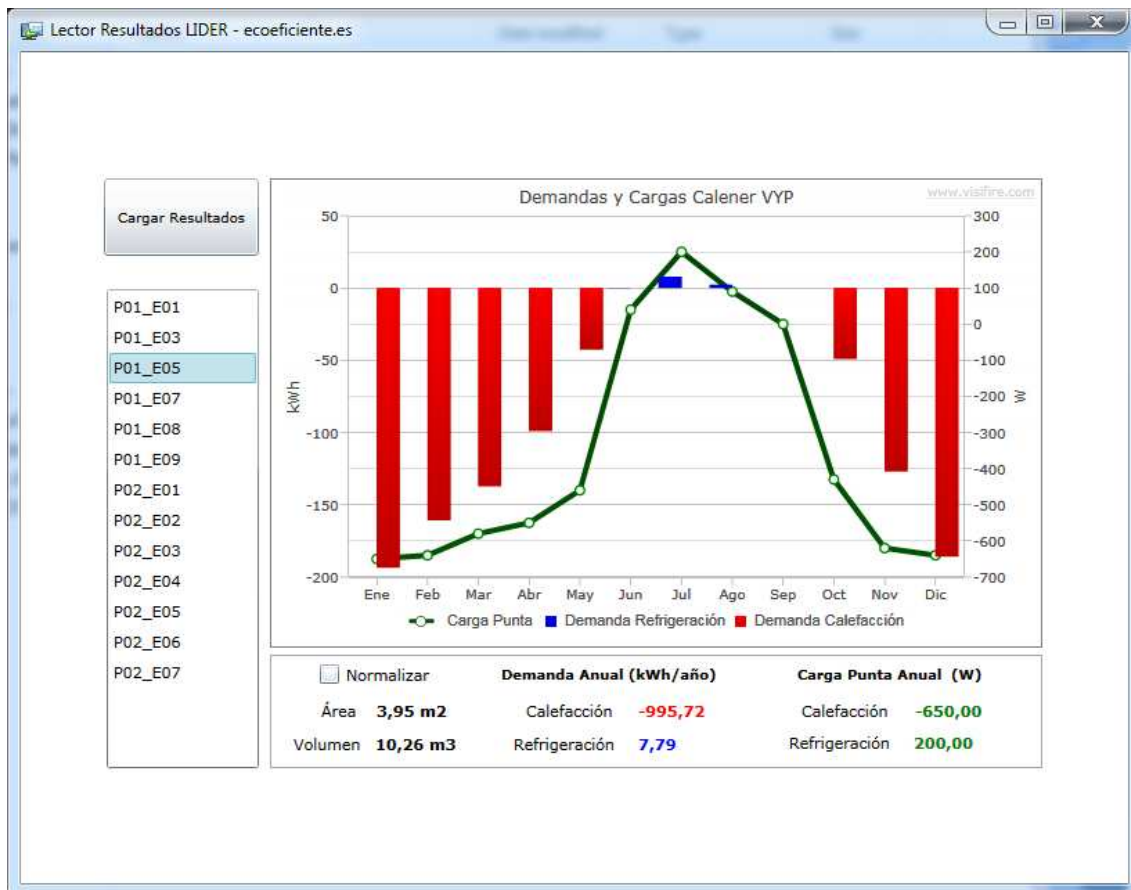 Lector Resultados LIDER - ecoeficiente.es
Cargar Resultados
P01_E01
P01_E03
P01_E05
P01_E07
P01_E08
P01_E09
P02_E01
P02_E02
P02_E03
P02_E04
P02_E05
P02_E06
P02_E07
Demandas y Cargas Calener VYP
www.visifire.com
50
0
-50
-100
-150
-200
kWh
300
200
100
0
-100
-200
-300
-400
-500
-600
-700
W
Ene Feb Mar Abr May Jun Jul Ago Sep Oct Nov Dic
Carga Punta Demanda Refrigeración Demanda Calefacción
Normalizar Demanda Anual (kWh/año) Carga Punta Anual (W)
Área 3,95 m2 Calefacción -995,72 Calefacción -650,00
Volumen 10,26 m3 Refrigeración 7,79 Refrigeración 200,00